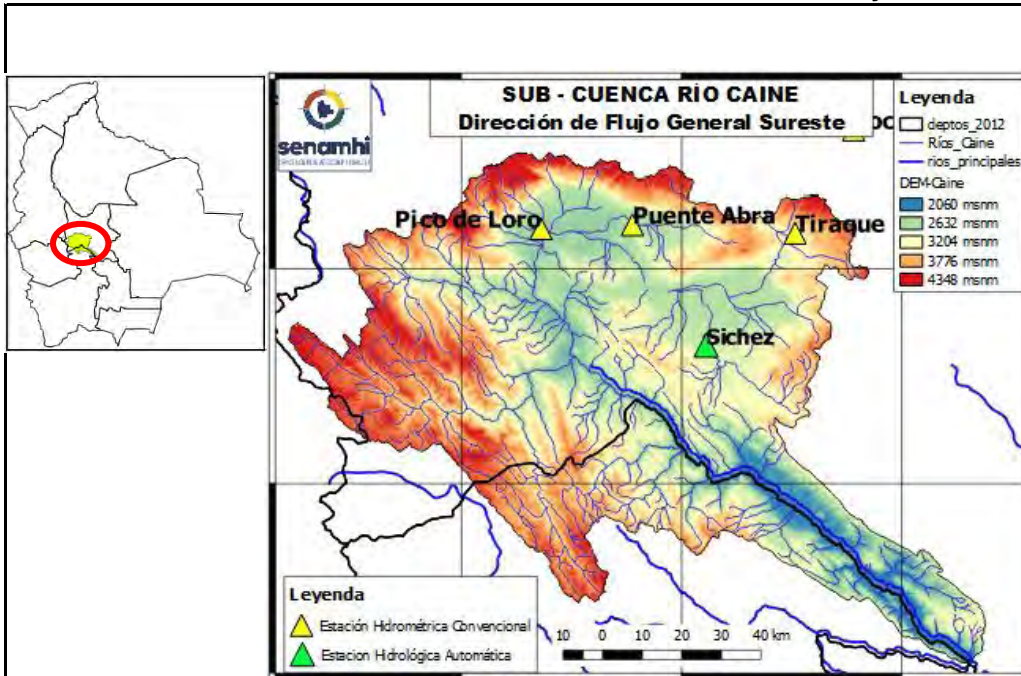 SUB - CUENCA RÍO CAINE
Dirección de Flujo General Sureste
senamhi
Leyenda
deptos_2012
Ríos_Caine
rios_principales
DEM-Caine
2060 msnm
2632 msnm
3204 msnm
3776 msnm
4348 msnm
Pico de Loro
Puente Abra
Tiraque
Sichez
Leyenda
Estación Hidrométrica Convencional
Estacion Hidrológica Automática
10 0 10 20 30 40 km